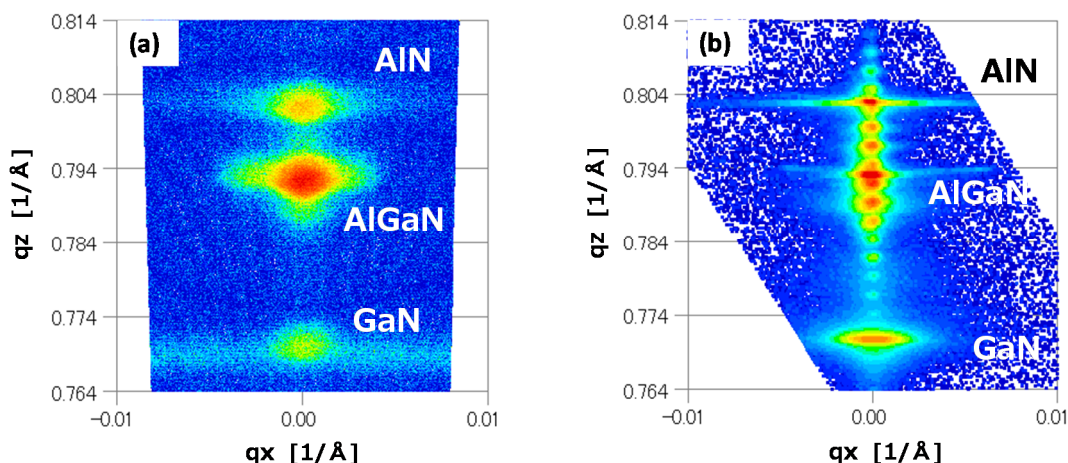 (a)
AlN
AlGaN
GaN
0.814
0.804
0.794
0.784
0.774
0.764
qz [1/Å]
−0.01
0.00
0.01
qx [1/Å]
(b)
AlN
AlGaN
GaN
0.814
0.804
0.794
0.784
0.774
0.764
qz [1/Å]
−0.01
0.00
0.01
qx [1/Å]